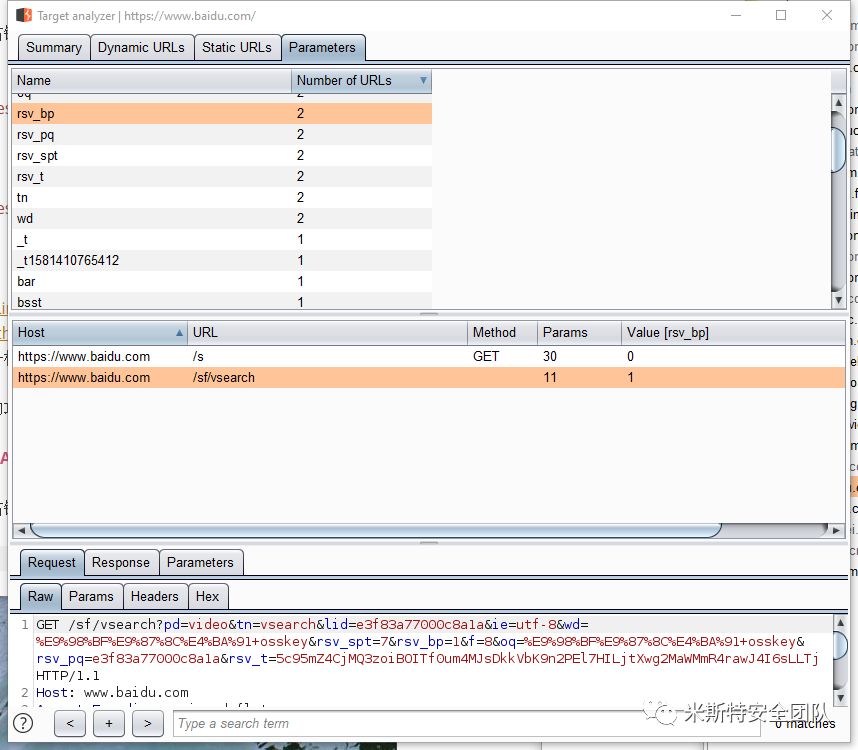 Target analyzer | https://www.baidu.com/
Summary Dynamic URLs Static URLs Parameters
Name Number of URLs
oq 2
rsv_bp 2
rsv_pq 2
rsv_spt 2
rsv_t 2
tn 2
wd 2
_t 1
_t1581410765412 1
bar 1
bsst 1
Host URL Method Params Value [rsv_bp]
https://www.baidu.com /s GET 30 0
https://www.baidu.com /sf/vsearch 11 1
Request Response Parameters
Raw Params Headers Hex
1 GET /sf/vsearch?pd=video&tn=vsearch&lid=e3f83a77000c8a1a&ie=utf-8&wd=
%E9%98%BF%E9%87%8C%E4%BA%91+osskey&rsv_spt=7&rsv_bp=1&f=8&oq=%E9%98%BF%E9%87%8C%E4%BA%91+osskey&
rsv_pq=e3f83a77000c8a1a&rsv_t=5c95mZ4CjMQ3zoiB0ITf0um4MJsDkkVbK9n2PEl7HILjtXwg2MaWMmR4rawJ4I6sLLTj
HTTP/1.1
2 Host: www.baidu.com
? < + > Type a search term 0 matches
米斯特安全团队